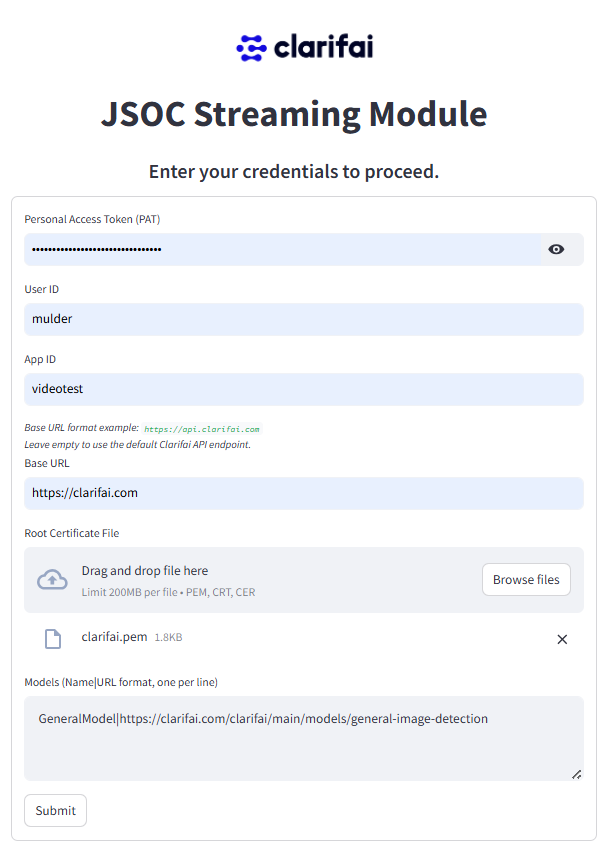 clarifai
JSOC Streaming Module
Enter your credentials to proceed.
Personal Access Token (PAT)
••••••••••••••••••••••••••••••••
User ID
mulder
App ID
videotest
Base URL format example: https://api.clarifai.com
Leave empty to use the default Clarifai API endpoint.
Base URL
https://clarifai.com
Root Certificate File
Drag and drop file here
Limit 200MB per file • PEM, CRT, CER
Browse files
clarifai.pem 1.8KB
Models (Name|URL format, one per line)
GeneralModel|https://clarifai.com/clarifai/main/models/general-image-detection
Submit